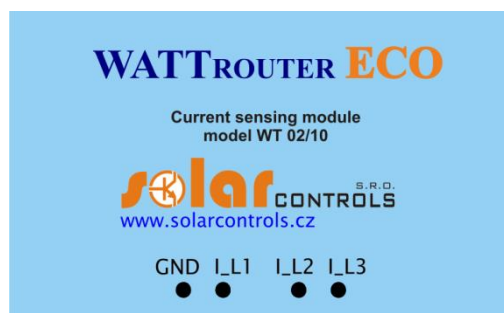 WATTROUTER ECO
Current sensing module
model WT 02/10
solar CONTROLS S.R.O.
www.solarcontrols.cz
GND I_L1 I_L2 I_L3